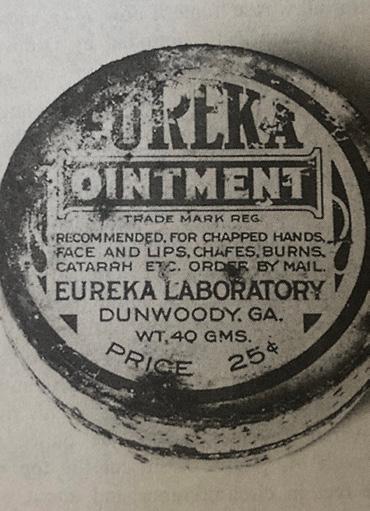 EUREKA
OINTMENT
TRADE MARK REG.
RECOMMENDED, FOR CHAPPED HANDS,
FACE AND LIPS, CHAFES, BURNS,
CATARRH ETC. ORDER BY MAIL.
EUREKA LABORATORY
DUNWOODY, GA.
WT, 40 GMS.
PRICE 25¢